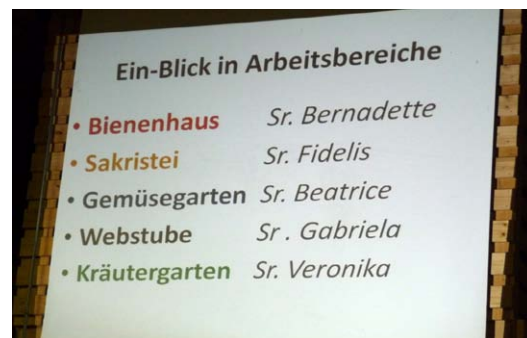 Ein-Blick in Arbeitsbereiche
• Bienenhaus Sr. Bernadette
• Sakristei Sr. Fidelis
• Gemüsegarten Sr. Beatrice
• Webstube Sr . Gabriela
• Kräutergarten Sr. Veronika